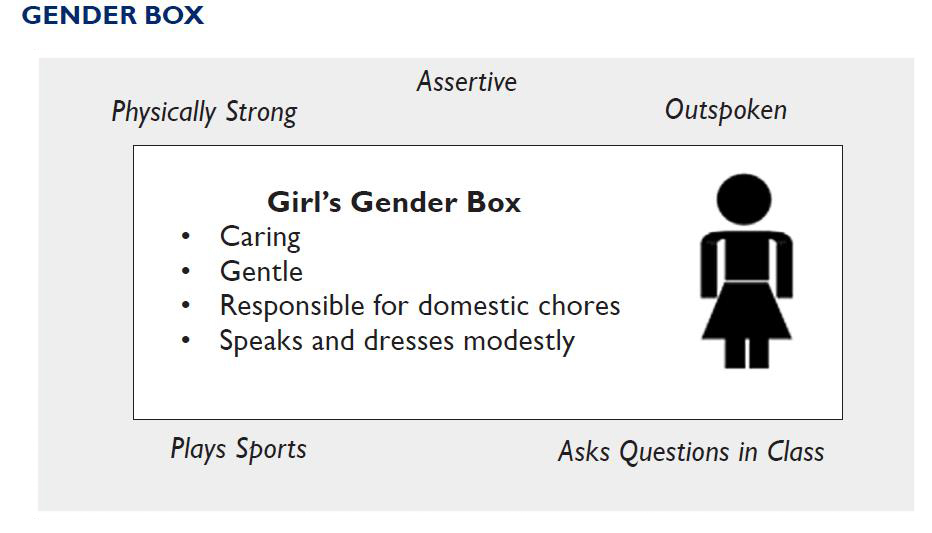 GENDER BOX
Assertive
Physically Strong
Outspoken
Girl’s Gender Box
• Caring
• Gentle
• Responsible for domestic chores
• Speaks and dresses modestly
Plays Sports
Asks Questions in Class